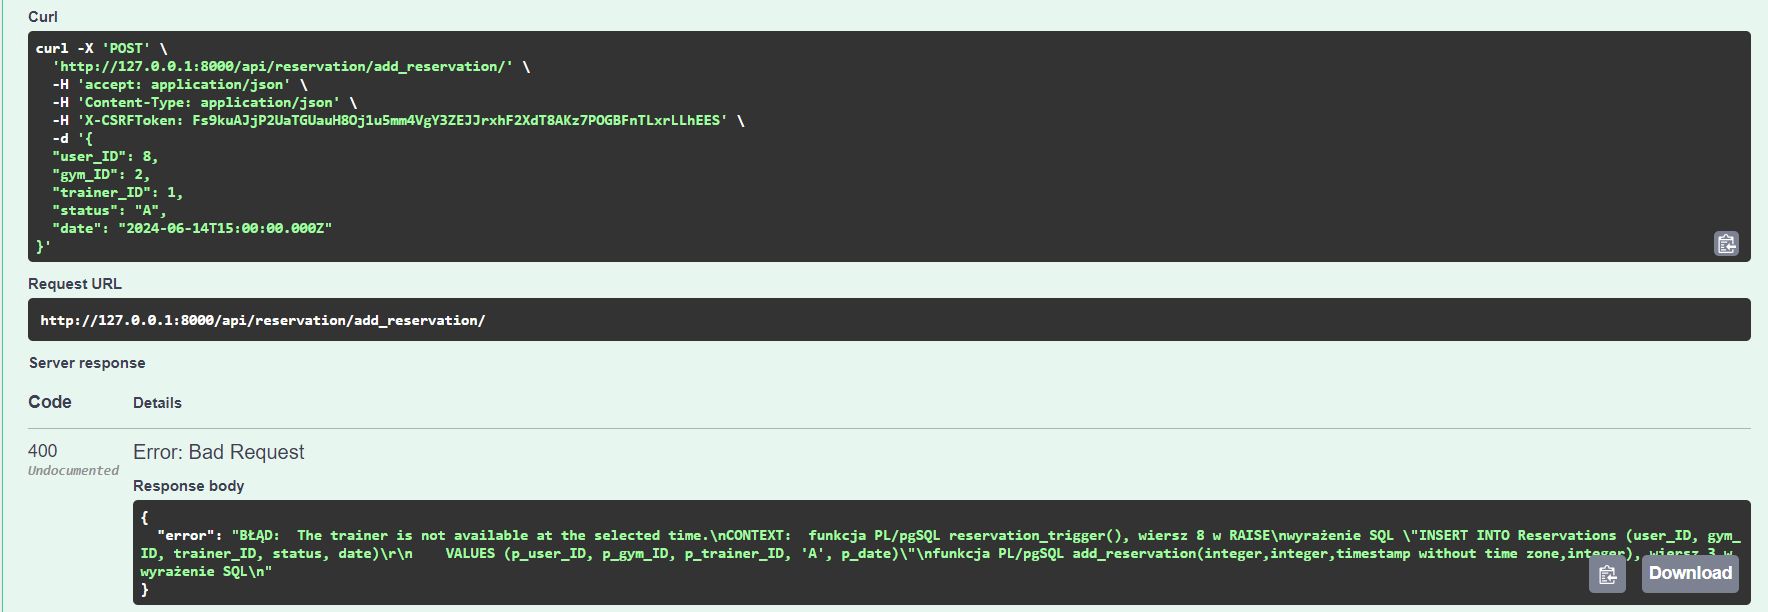 Curl
curl -X 'POST' \
'http://127.0.0.1:8000/api/reservation/add_reservation/' \
-H 'accept: application/json' \
-H 'Content-Type: application/json' \
-H 'X-CSRFToken: Fs9kuAJjP2UaTGUauH8Oj1u5mm4VgY3ZEJJrxhF2XdT8AKz7POGBFnTLxrLLhEES' \
-d '{
"user_ID": 8,
"gym_ID": 2,
"trainer_ID": 1,
"status": "A",
"date": "2024-06-14T15:00:00.000Z"
}'
Request URL
http://127.0.0.1:8000/api/reservation/add_reservation/
Server response
Code Details
400 Error: Bad Request
Undocumented
Response body
{
"error": "BŁĄD:  The trainer is not available at the selected time.\nCONTEXT:  funkcja PL/pgSQL reservation_trigger(), wiersz 8 w RAISE\nwyrażenie SQL \"INSERT INTO Reservations (user_ID, gym_
ID, trainer_ID, status, date)\r\n    VALUES (p_user_ID, p_gym_ID, p_trainer_ID, 'A', p_date)\"\nfunkcja PL/pgSQL add_reservation(integer,integer,timestamp without time zone,integer), wiersz 3 w
wyrażenie SQL\n"
}
Download